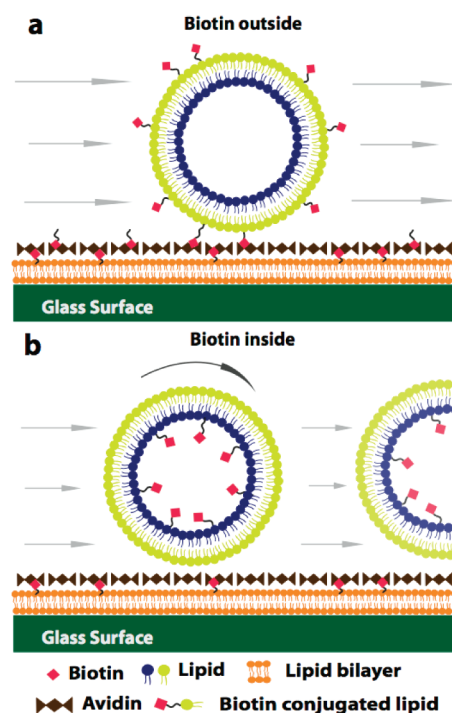 a
Biotin outside
Glass Surface
b
Biotin inside
Glass Surface
Biotin Lipid Lipid bilayer
Avidin Biotin conjugated lipid